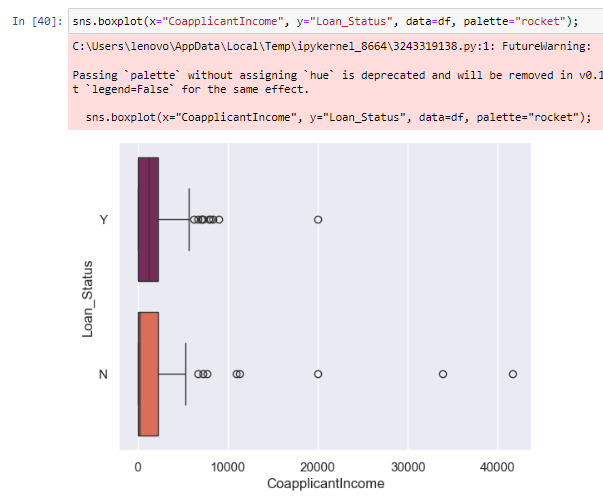 In [40]: sns.boxplot(x="CoapplicantIncome", y="Loan_Status", data=df, palette="rocket");
C:\Users\lenovo\AppData\Local\Temp\ipykernel_8664\3243319138.py:1: FutureWarning:
Passing `palette` without assigning `hue` is deprecated and will be removed in v0.1
t `legend=False` for the same effect.
sns.boxplot(x="CoapplicantIncome", y="Loan_Status", data=df, palette="rocket");
Y
Loan_Status
N
0 10000 20000 30000 40000
CoapplicantIncome